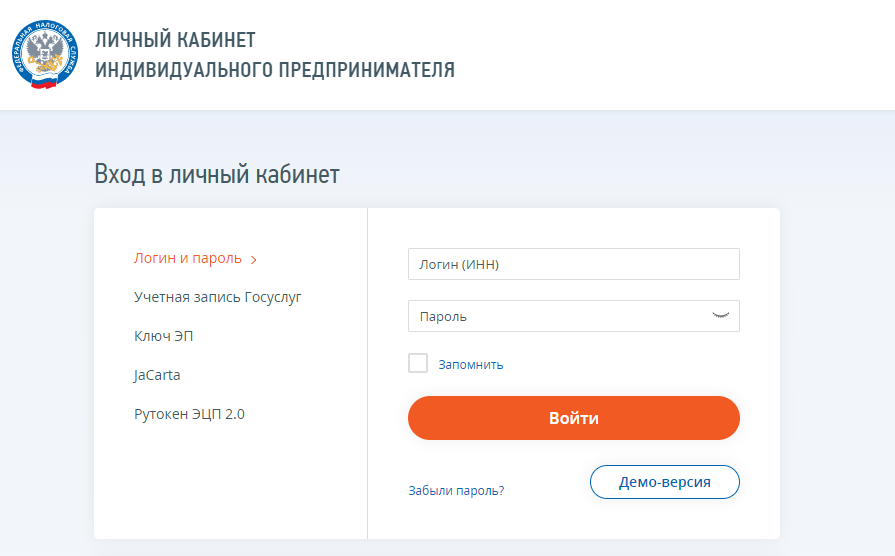 ФЕДЕРАЛЬНАЯ НАЛОГОВАЯ СЛУЖБА
ЛИЧНЫЙ КАБИНЕТ
ИНДИВИДУАЛЬНОГО ПРЕДПРИНИМАТЕЛЯ
Вход в личный кабинет
Логин и пароль
Учетная запись Госуслуг
Ключ ЭП
JaCarta
Рутокен ЭЦП 2.0
Логин (ИНН)
Пароль
Запомнить
Войти
Забыли пароль?
Демо-версия